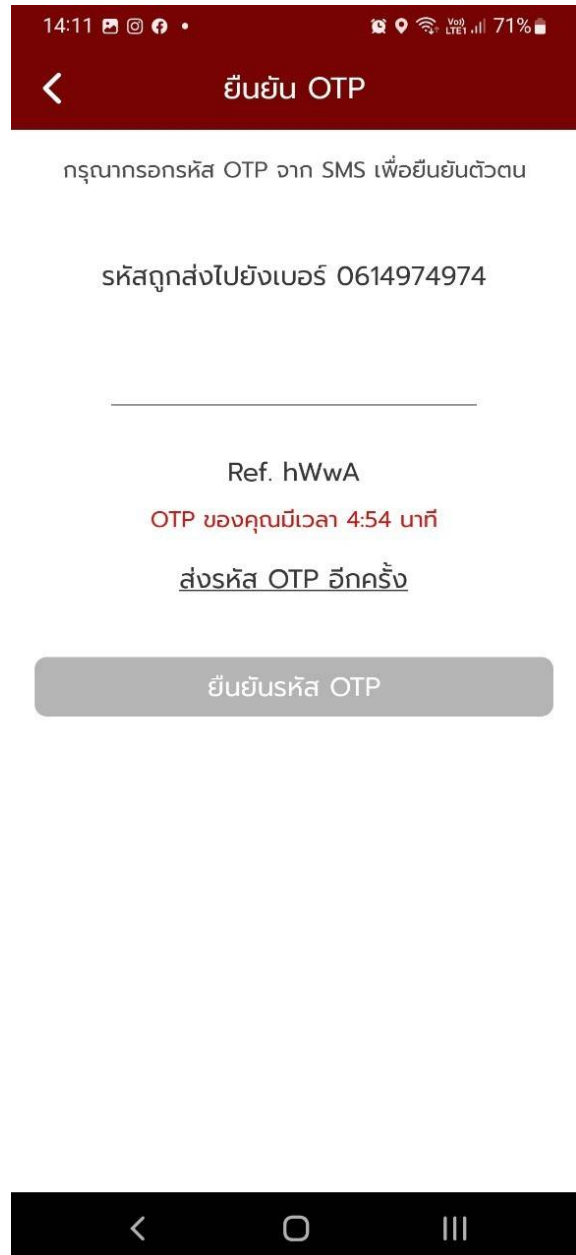 14:11 71%
ยืนยัน OTP
กรุณากรอกรหัส OTP จาก SMS เพื่อยืนยันตัวตน
รหัสถูกส่งไปยังเบอร์ 0614974974
Ref. hWwA
OTP ของคุณมีเวลา 4:54 นาที
ส่งรหัส OTP อีกครั้ง
ยืนยันรหัส OTP